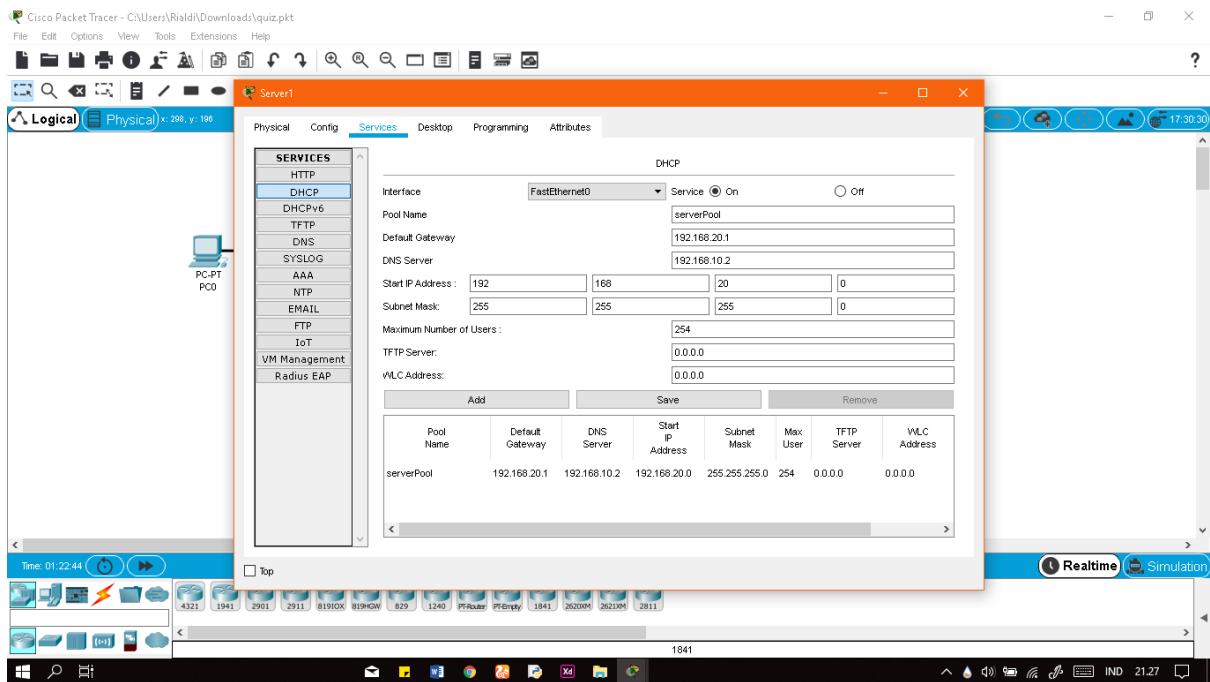 Cisco Packet Tracer - C:\Users\Rialdi\Downloads\quiz.pkt
File Edit Options View Tools Extensions Help
?
Server1
Logical Physical x: 298, y: 196 17:30:30
Physical Config Services Desktop Programming Attributes
SERVICES
HTTP
DHCP
DHCPv6
TFTP
DNS
SYSLOG
AAA
NTP
EMAIL
FTP
IoT
VM Management
Radius EAP
DHCP
Interface FastEthernet0 Service On Off
Pool Name serverPool
Default Gateway 192.168.20.1
DNS Server 192.168.10.2
Start IP Address : 192 168 20 0
Subnet Mask: 255 255 255 0
Maximum Number of Users : 254
TFTP Server: 0.0.0.0
WLC Address: 0.0.0.0
Add Save Remove
Pool Name Default Gateway DNS Server Start IP Address Subnet Mask Max User TFTP Server WLC Address
serverPool 192.168.20.1 192.168.10.2 192.168.20.0 255.255.255.0 254 0.0.0.0 0.0.0.0
PC-PT
PC0
Top
Time: 01:22:44 Realtime Simulation
4321 1941 2901 2911 819IOX 819HGW 829 1240 PT-Router PT-Empty 1841 2620XM 2621XM 2811
1841
IND 21.27